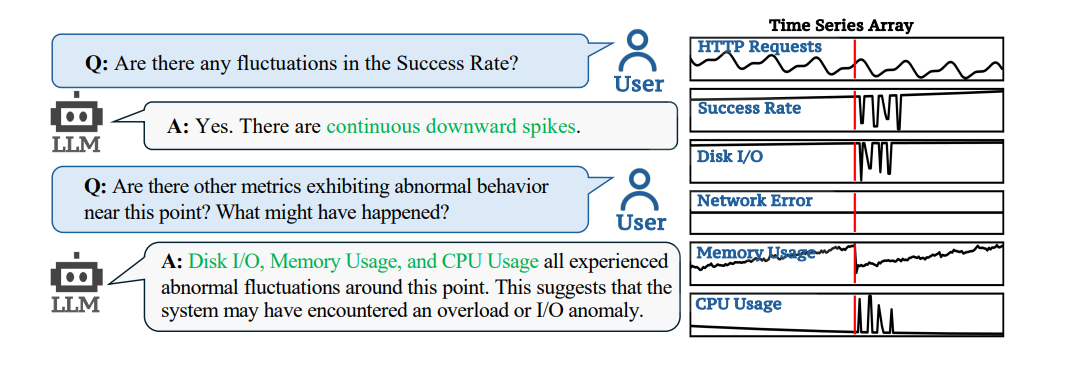 Time Series Array
Q: Are there any fluctuations in the Success Rate?
User
A: Yes. There are continuous downward spikes.
LLM
Q: Are there other metrics exhibiting abnormal behavior
near this point? What might have happened?
User
A: Disk I/O, Memory Usage, and CPU Usage all experienced
abnormal fluctuations around this point. This suggests that the
system may have encountered an overload or I/O anomaly.
LLM
HTTP Requests
Success Rate
Disk I/O
Network Error
Memory Usage
CPU Usage